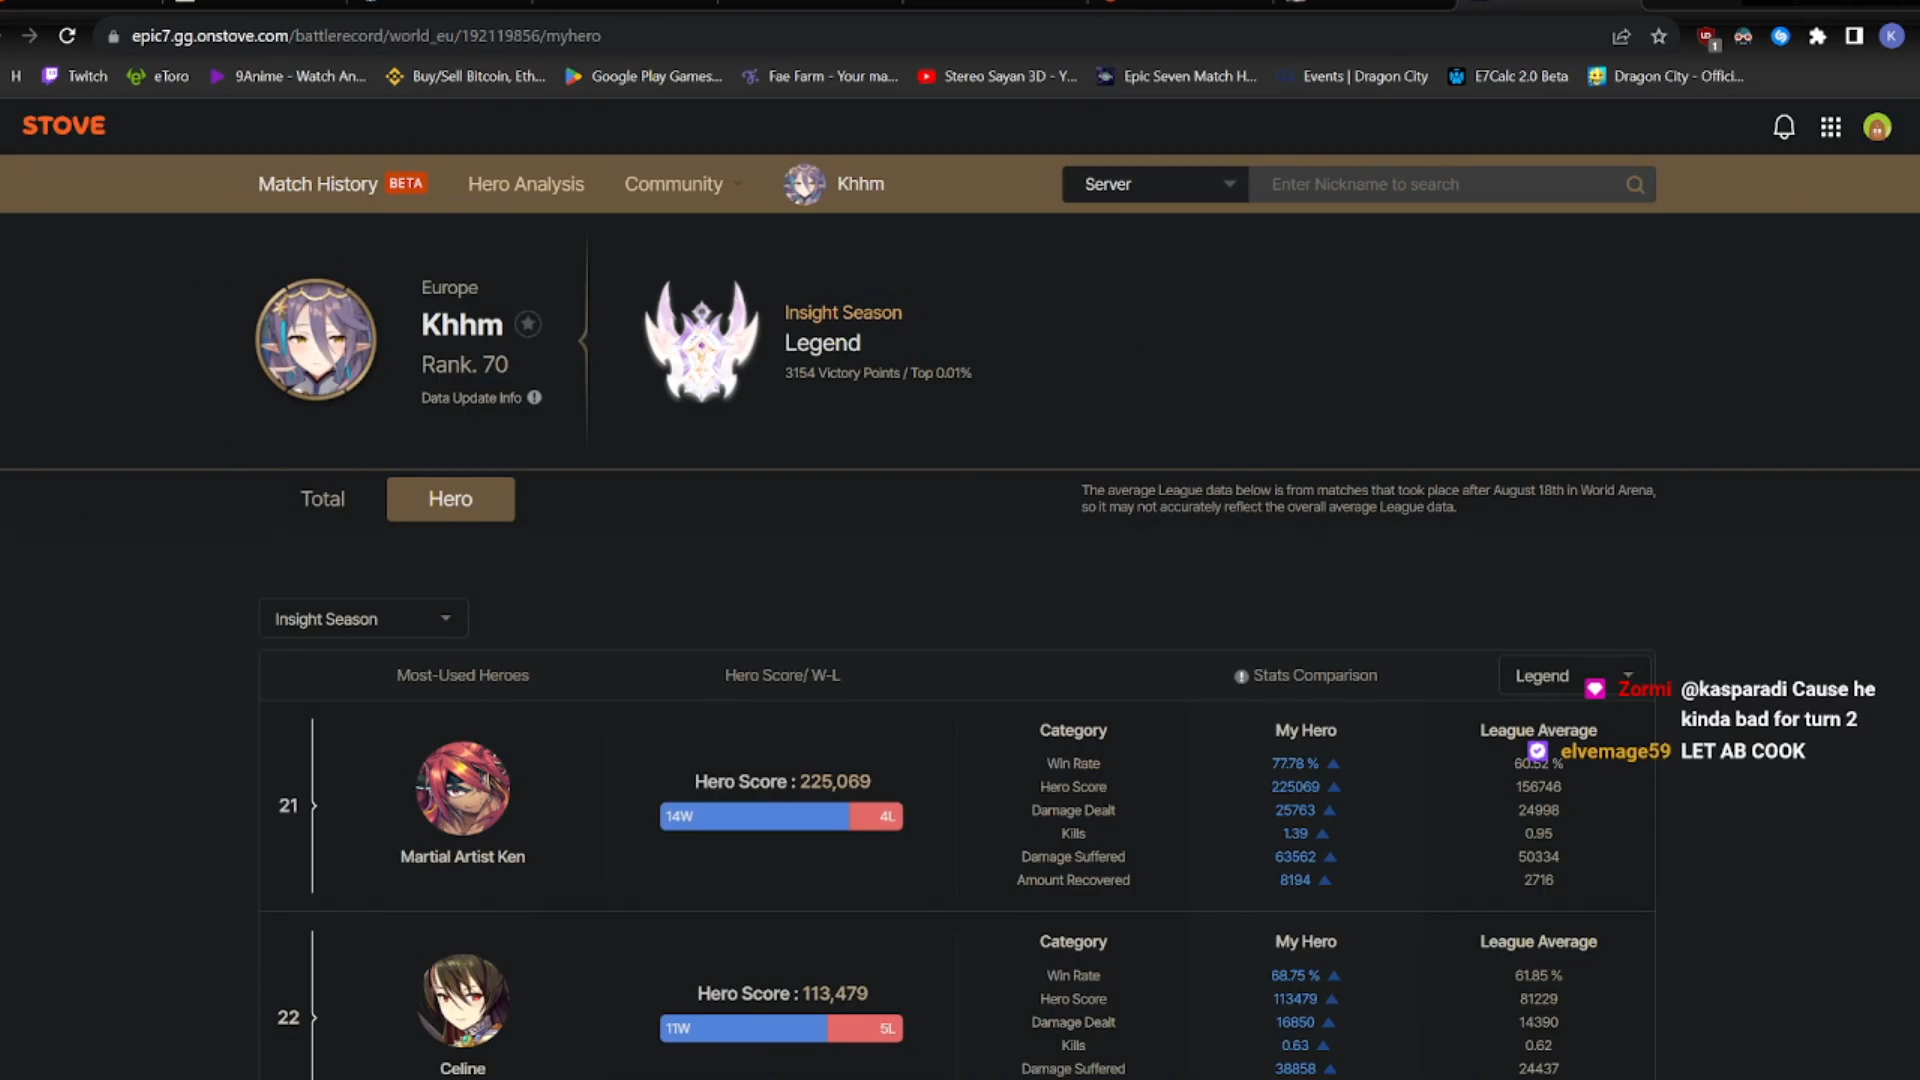 epic7.gg.onstove.com/battlerecord/world_eu/192119856/myhero
K
H
Twitch
eToro
9Anime - Watch An...
Buy/Sell Bitcoin, Eth...
Google Play Games...
Fae Farm - Your ma...
Stereo Sayan 3D - Y...
Epic Seven Match H...
Events | Dragon City
E7Calc 2.0 Beta
Dragon City - Offici...
STOVE
Match History BETA
Hero Analysis
Community
Khhm
Server
Enter Nickname to search
Europe
Khhm
Rank. 70
Data Update Info
Insight Season
Legend
3154 Victory Points / Top 0.01%
Total
Hero
The average League data below is from matches that took place after August 18th in World Arena,
so it may not accurately reflect the overall average League data.
Insight Season
Most-Used Heroes
Hero Score/ W-L
Stats Comparison
Legend
Zormi @kasparadi Cause he
kinda bad for turn 2
elvemage59 LET AB COOK
21
Martial Artist Ken
Hero Score : 225,069
14W 4L
Category My Hero League Average
Win Rate 77.78 % 60.52 %
Hero Score 225069 156746
Damage Dealt 25763 24998
Kills 1.39 0.95
Damage Suffered 63562 50334
Amount Recovered 8194 2716
22
Celine
Hero Score : 113,479
11W 5L
Category My Hero League Average
Win Rate 68.75 % 61.85 %
Hero Score 113479 81229
Damage Dealt 16850 14390
Kills 0.63 0.62
Damage Suffered 38858 24437